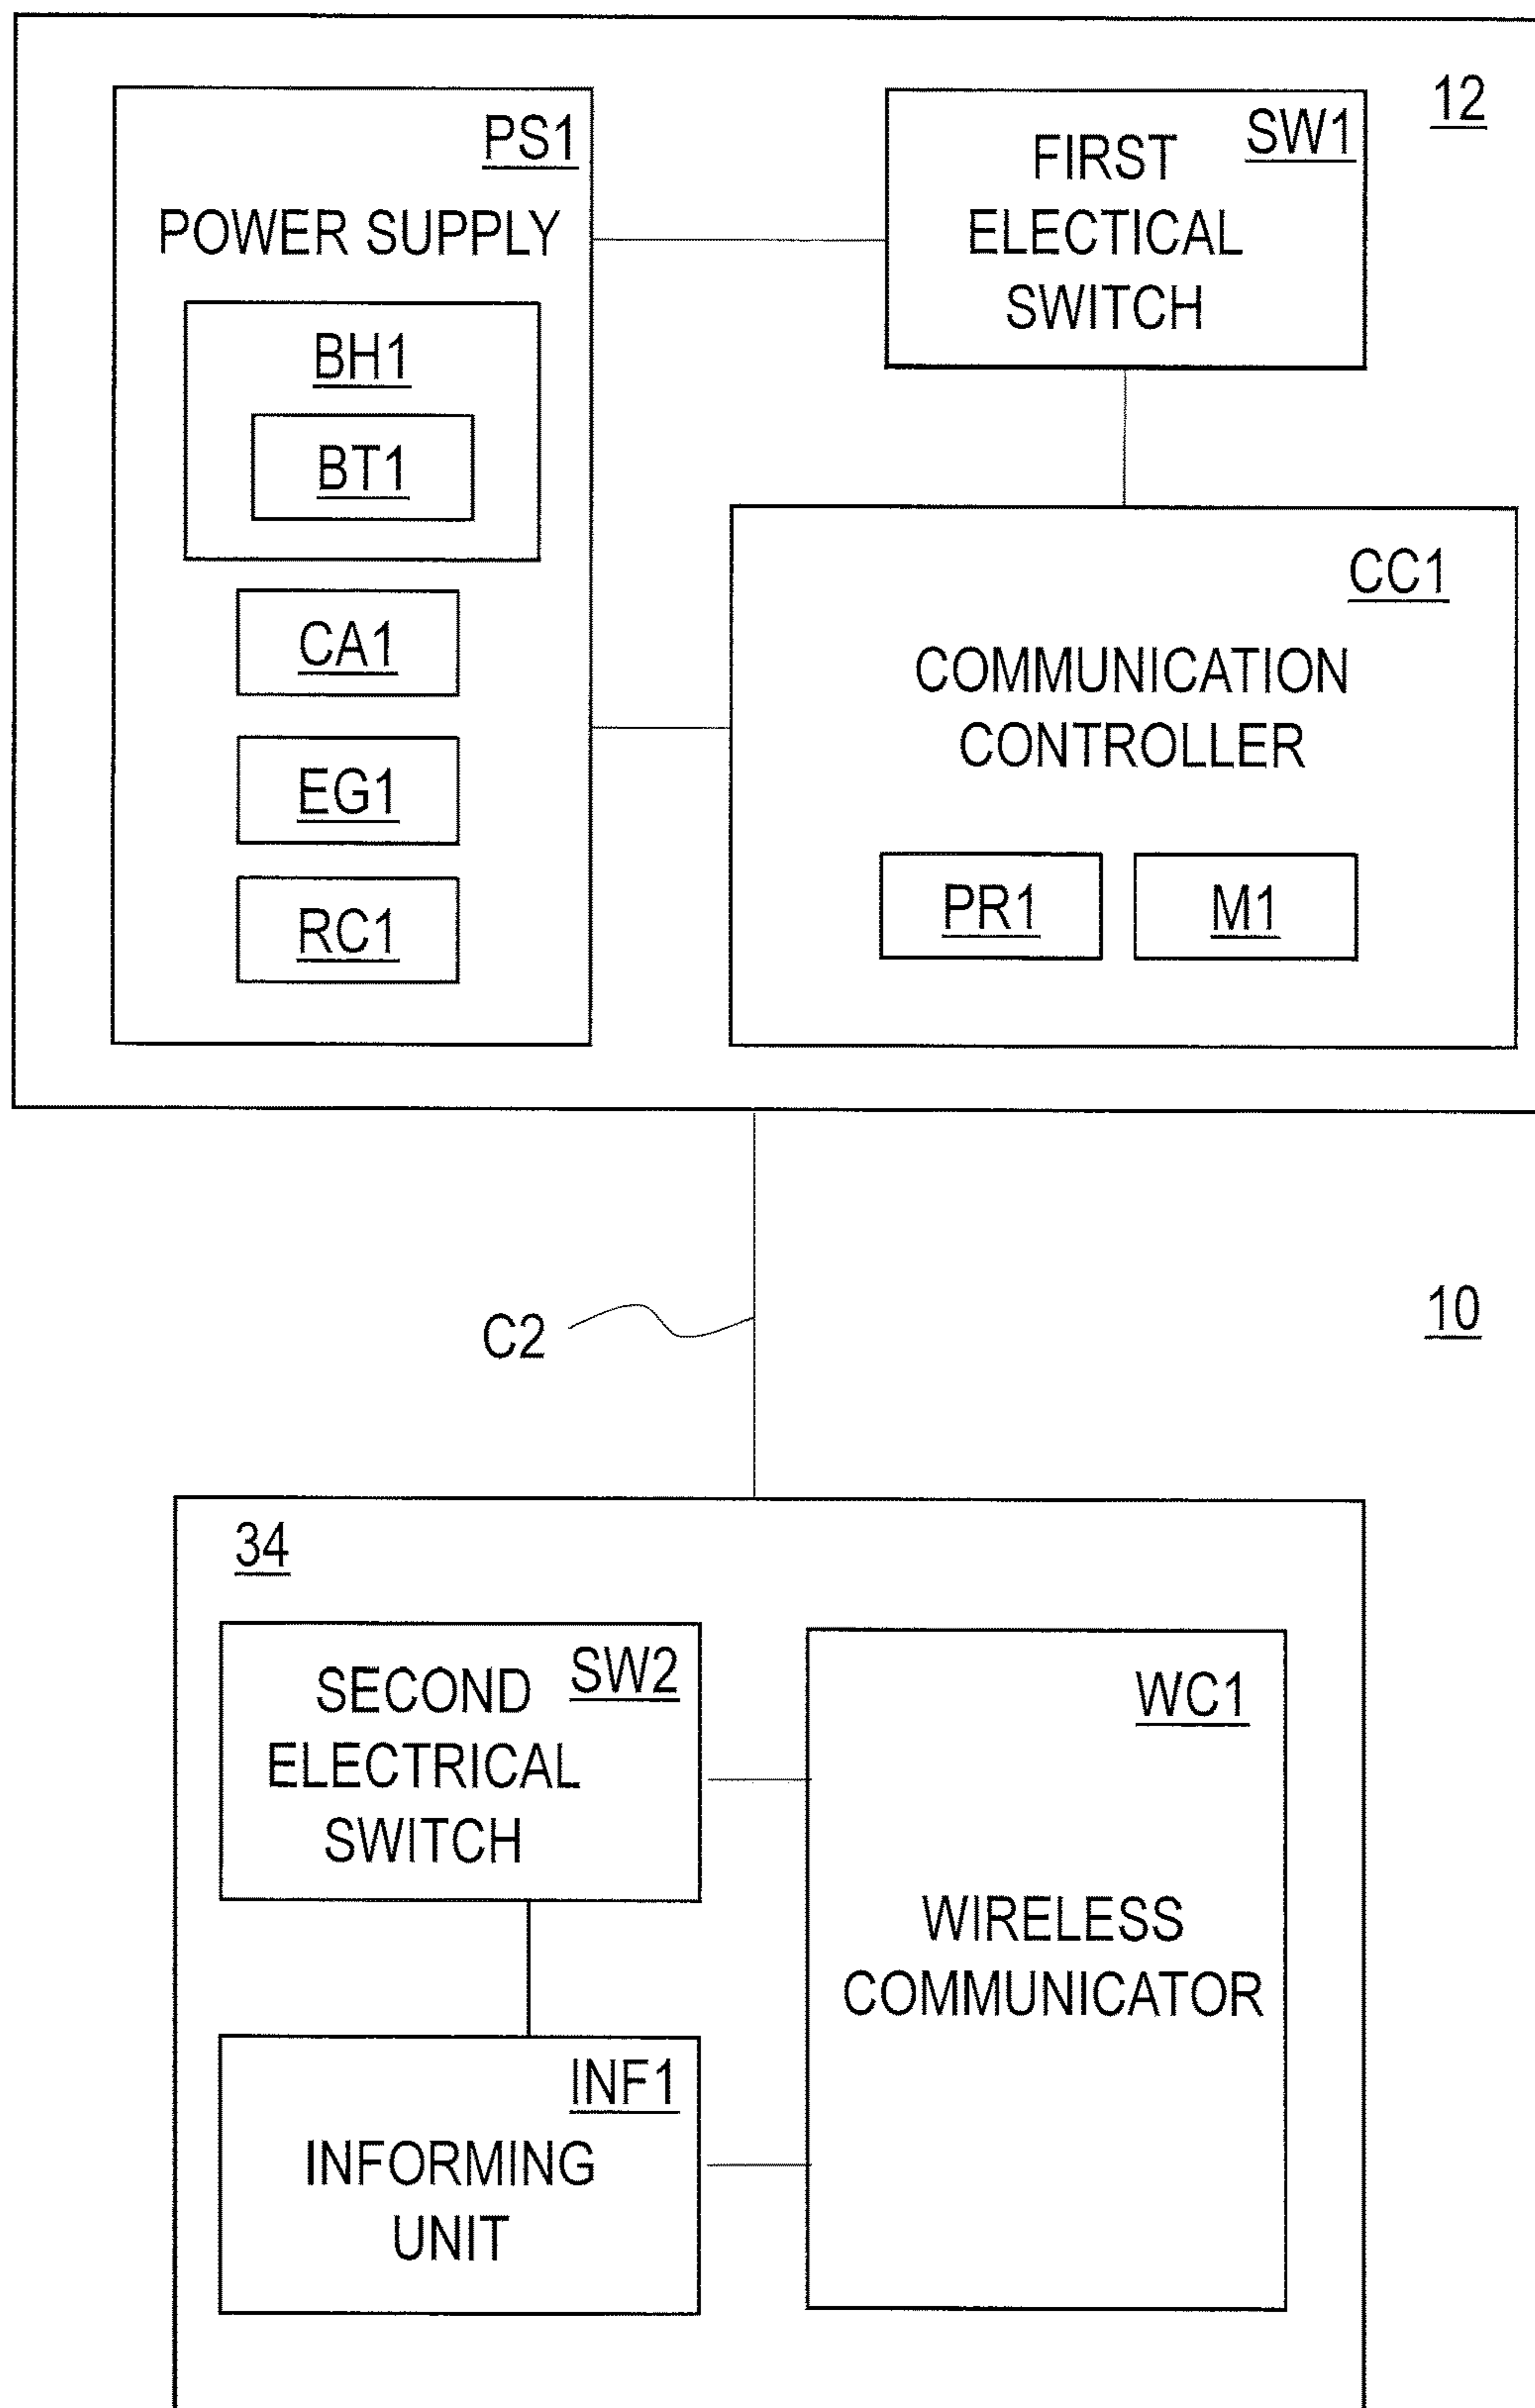 12
PS1
POWER SUPPLY
BH1
BT1
CA1
EG1
RC1
SW1
FIRST
ELECTICAL
SWITCH
CC1
COMMUNICATION
CONTROLLER
PR1
M1
C2
10
34
SW2
SECOND
ELECTRICAL
SWITCH
INF1
INFORMING
UNIT
WC1
WIRELESS
COMMUNICATOR